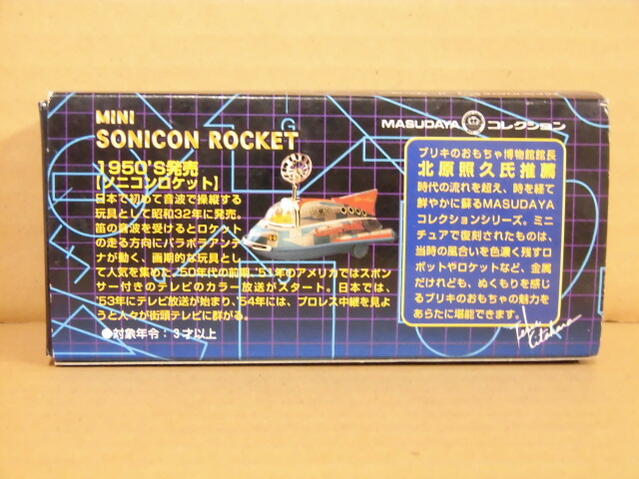 MINI
SONICON ROCKET
1950'S発売
【ソニコンロケット】
日本で初めて音波で操縦する
玩具として昭和32年に発売。
笛の音波を受けるとロケット
の走る方向にパラボラアンテ
ナが動く、画期的な玩具とし
て人気を集めた。'50年代の前期、'51年のアメリカではスポン
サー付きのテレビのカラー放送がスタート。日本では、
'53年にテレビ放送が始まり、'54年には、プロレス中継を見よ
うと人々が街頭テレビに群がる。
●対象年令:3才以上
MASUDAYA コレクション
ブリキのおもちゃ博物館館長
北原照久氏推薦
時代の流れを超え、時を経て
鮮やかに蘇るMASUDAYA
コレクションシリーズ。ミニ
チュアで復刻されたものは、
当時の風合いを色濃く残すロ
ボットやロケットなど、金属
だけれども、ぬくもりを感じ
るブリキのおもちゃの魅力を
あらたに堪能できます。
Teru Kitahara